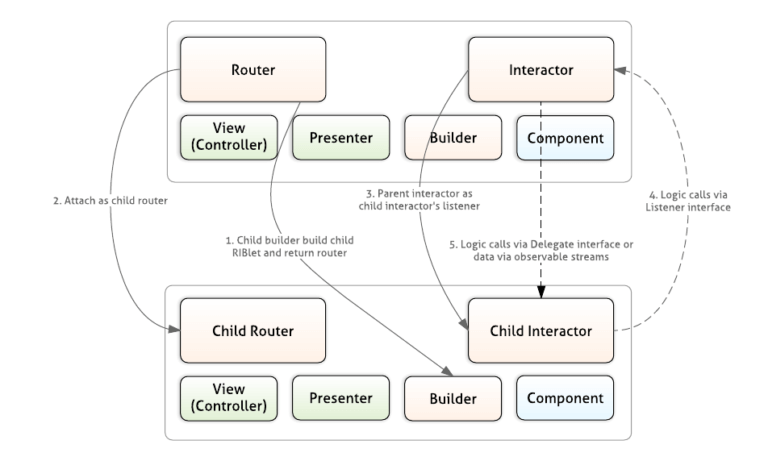 Router
Interactor
View
(Controller)
Presenter
Builder
Component
2. Attach as child router
3. Parent interactor as
child interactor's listener
4. Logic calls via
Listener interface
1. Child builder build child
RIBlet and return router
5. Logic calls via Delegate interface or
data via observable streams
Child Router
Child Interactor
View
(Controller)
Presenter
Builder
Component